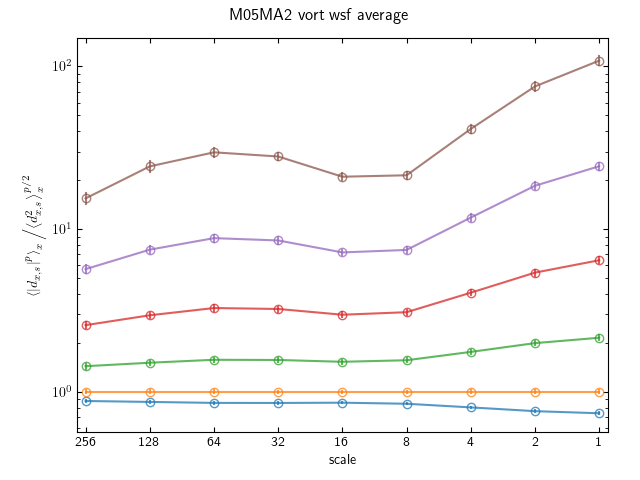 M05MA2 vort wsf average
⟨|d_{x,s}|^p⟩_x / ⟨d_{x,s}^2⟩_x^{p/2}
10^2
10^1
10^0
256 128 64 32 16 8 4 2 1
scale